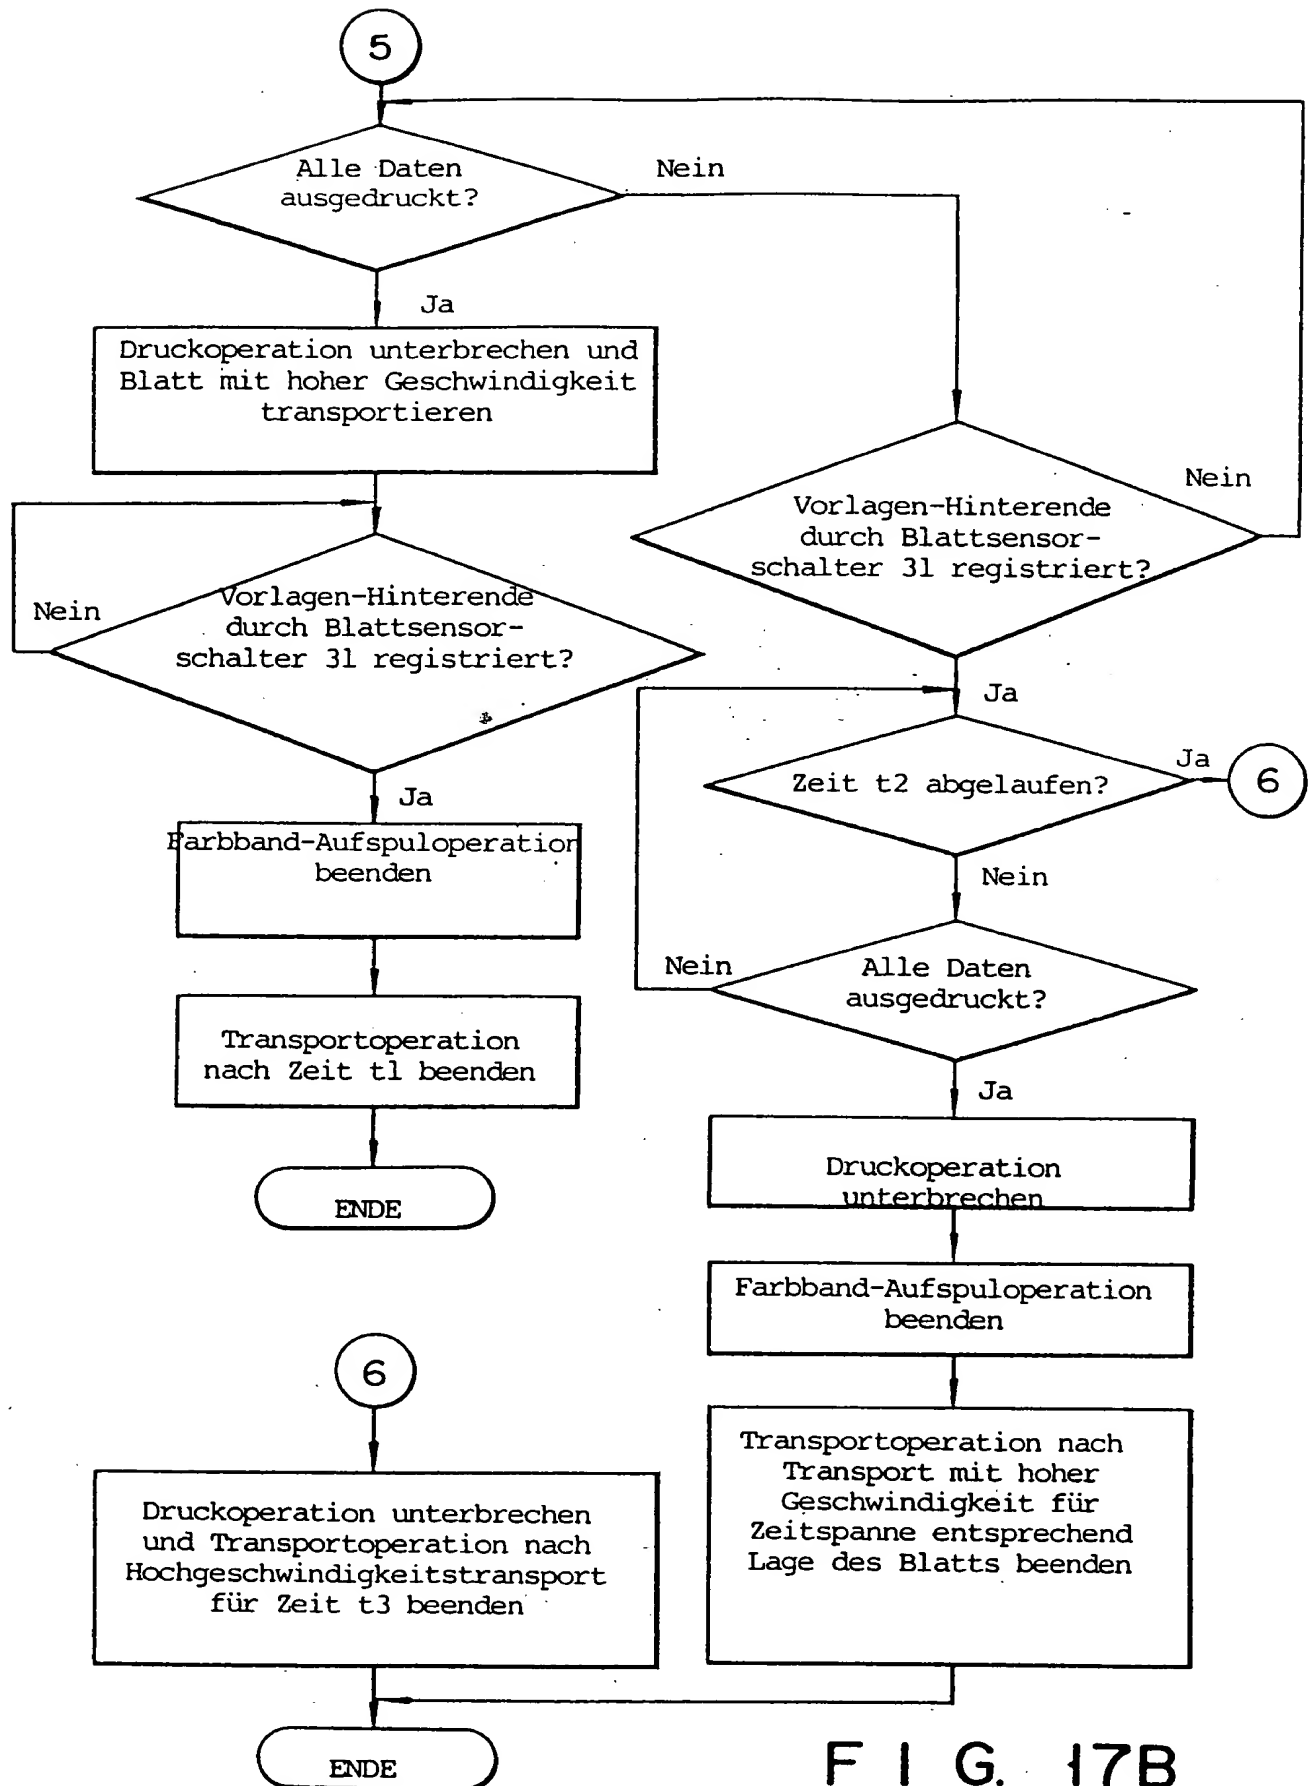 5
Alle Daten
ausgedruckt?
Nein
Ja
Druckoperation unterbrechen und
Blatt mit hoher Geschwindigkeit
transportieren
Nein
Vorlagen-Hinterende
durch Blattsensor-
schalter 31 registriert?
Ja
Farbband-Aufspuloperation
beenden
Transportoperation
nach Zeit t1 beenden
ENDE
Nein
Vorlagen-Hinterende
durch Blattsensor-
schalter 31 registriert?
Ja
Zeit t2 abgelaufen?
Ja
6
Nein
Nein
Alle Daten
ausgedruckt?
Ja
Druckoperation
unterbrechen
Farbband-Aufspuloperation
beenden
Transportoperation nach
Transport mit hoher
Geschwindigkeit für
Zeitspanne entsprechend
Lage des Blatts beenden
6
Druckoperation unterbrechen
und Transportoperation nach
Hochgeschwindigkeitstransport
für Zeit t3 beenden
ENDE
FIG. 17B